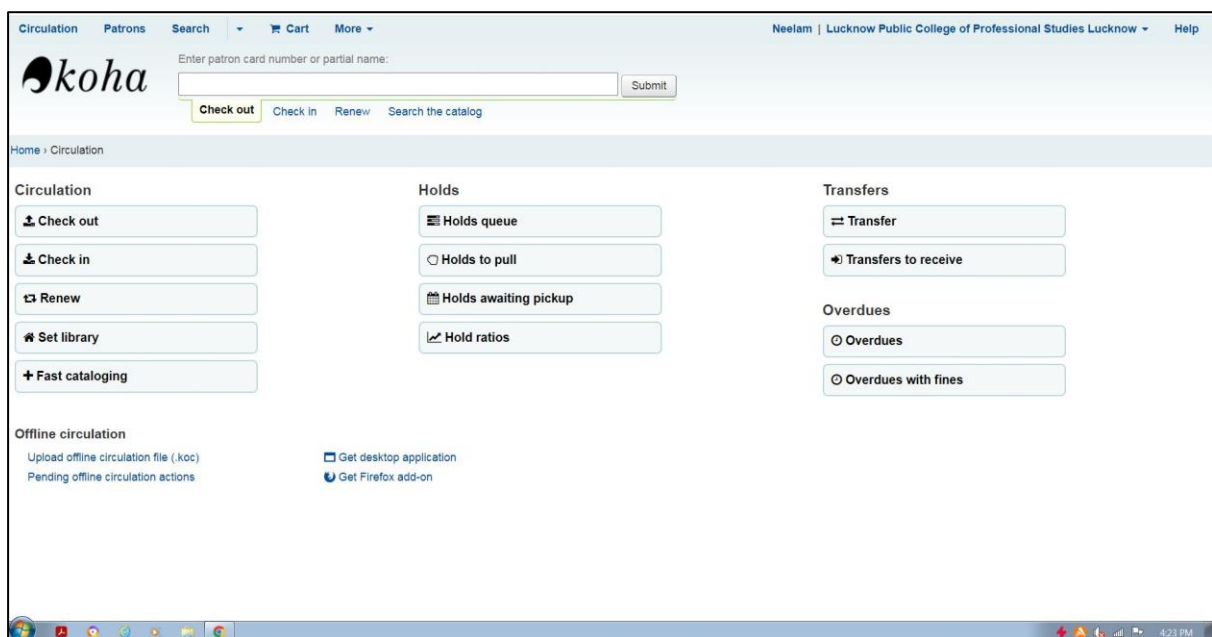 Circulation Patrons Search Cart More Neelam | Lucknow Public College of Professional Studies Lucknow Help
koha
Enter patron card number or partial name:
Submit
Check out Check in Renew Search the catalog
Home › Circulation
Circulation
Check out
Check in
Renew
Set library
Fast cataloging
Holds
Holds queue
Holds to pull
Holds awaiting pickup
Hold ratios
Transfers
Transfer
Transfers to receive
Overdues
Overdues
Overdues with fines
Offline circulation
Upload offline circulation file (.koc)
Pending offline circulation actions
Get desktop application
Get Firefox add-on
4:23 PM